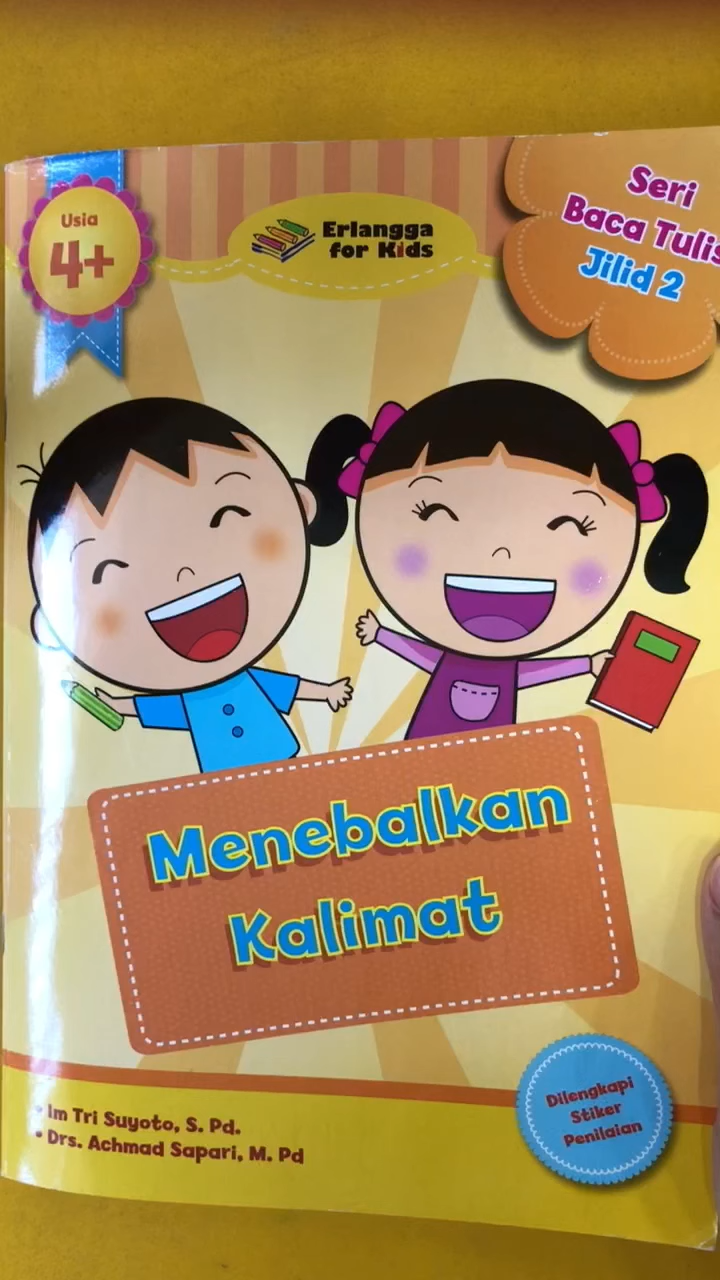 Usia
4+
Erlangga
for Kids
Seri
Baca Tulis
Jilid 2
Menebalkan
Kalimat
• Im Tri Suyoto, S. Pd.
• Drs. Achmad Sapari, M. Pd
Dilengkapi
Stiker
Penilaian